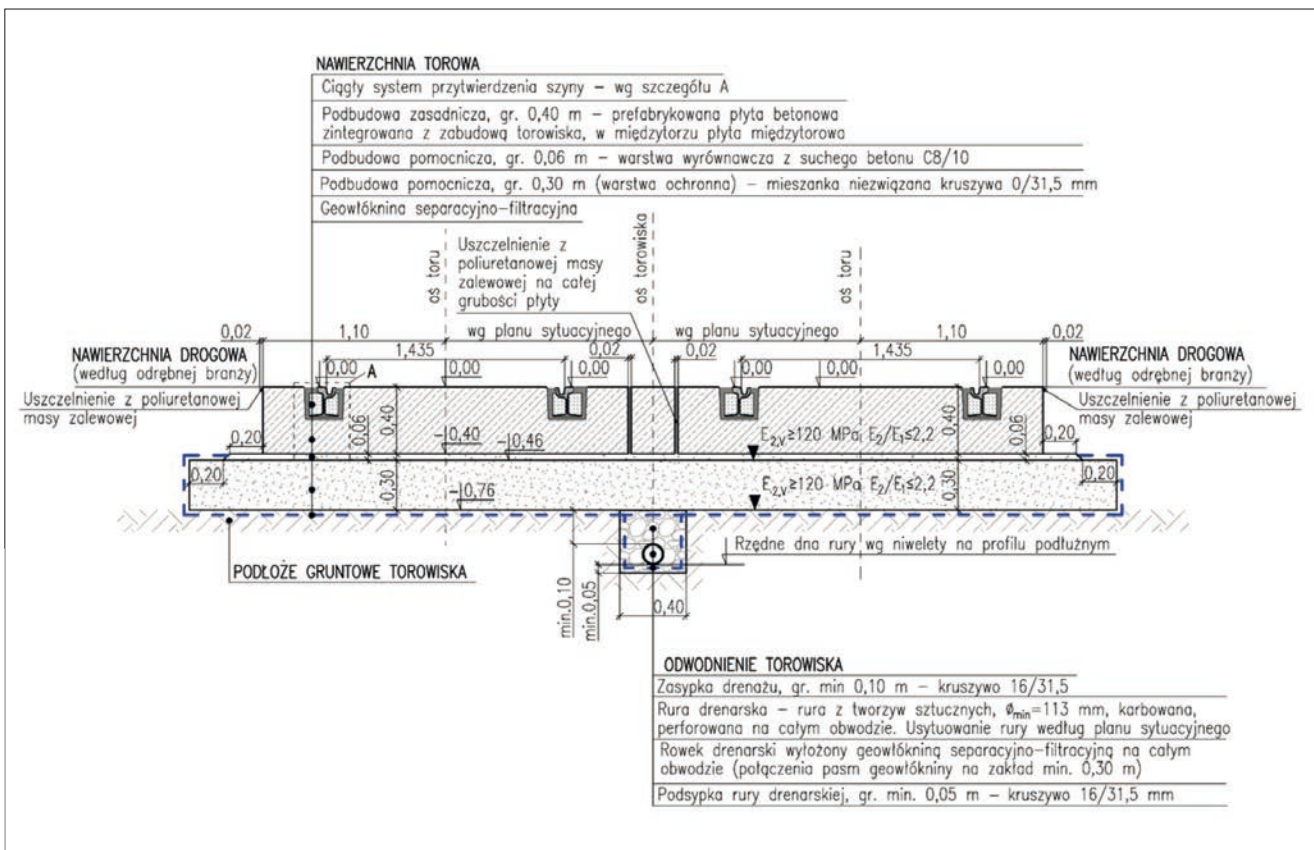 NAWIERZCHNIA TOROWA
Ciągły system przytwierdzenia szyny – wg szczegółu A
Podbudowa zasadnicza, gr. 0,40 m – prefabrykowana płyta betonowa
zintegrowana z zabudową torowiska, w międzytorzu płyta międzytorowa
Podbudowa pomocnicza, gr. 0,06 m – warstwa wyrównawcza z suchego betonu C8/10
Podbudowa pomocnicza, gr. 0,30 m (warstwa ochronna) – mieszanka niezwiązana kruszywa 0/31,5 mm
Geowłóknina separacyjno–filtracyjna
oś toru
Uszczelnienie z
poliuretanowej masy
zalewowej na całej
grubości płyty
oś torowiska
oś toru
0,02 1,10 wg planu sytuacyjnego wg planu sytuacyjnego 1,10 0,02
1,435 0,02 0,02 1,435
NAWIERZCHNIA DROGOWA
(według odrębnej branży)
Uszczelnienie z poliuretanowej
masy zalewowej
0,00 A 0,00 0,00 0,00 0,00 0,00
NAWIERZCHNIA DROGOWA
(według odrębnej branży)
Uszczelnienie z poliuretanowej
masy zalewowej
0,20 0,06 0,40 –0,40 –0,46 E2,v≥120 MPa E2/E1≤2,2 0,40 0,06 0,20
0,20 0,30 –0,76 E2,v≥120 MPa E2/E1≤2,2 0,30 0,20
Rzędne dna rury wg niwelety na profilu podłużnym
PODŁOŻE GRUNTOWE TOROWISKA
min.0,10
min.0,05
0,40
ODWODNIENIE TOROWISKA
Zasypka drenażu, gr. min 0,10 m – kruszywo 16/31,5
Rura drenarska – rura z tworzyw sztucznych, ømin=113 mm, karbowana,
perforowana na całym obwodzie. Usytuowanie rury według planu sytuacyjnego
Rowek drenarski wyłożony geowłókniną separacyjno–filtracyjną na całym
obwodzie (połączenia pasm geowłókniny na zakład min. 0,30 m)
Podsypka rury drenarskiej, gr. min. 0,05 m – kruszywo 16/31,5 mm